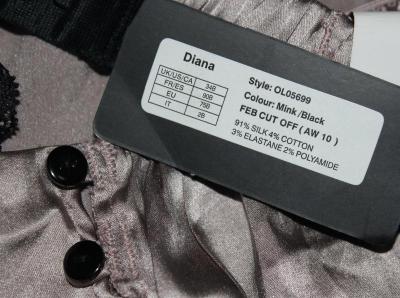 Diana
UK/US/CA 34B
FR/ES 90B
EU 75B
IT 2B
Style: OL05699
Colour: Mink /Black
FEB CUT OFF ( AW 10 )
91% SILK 4% COTTON
3% ELASTANE 2% POLYAMIDE